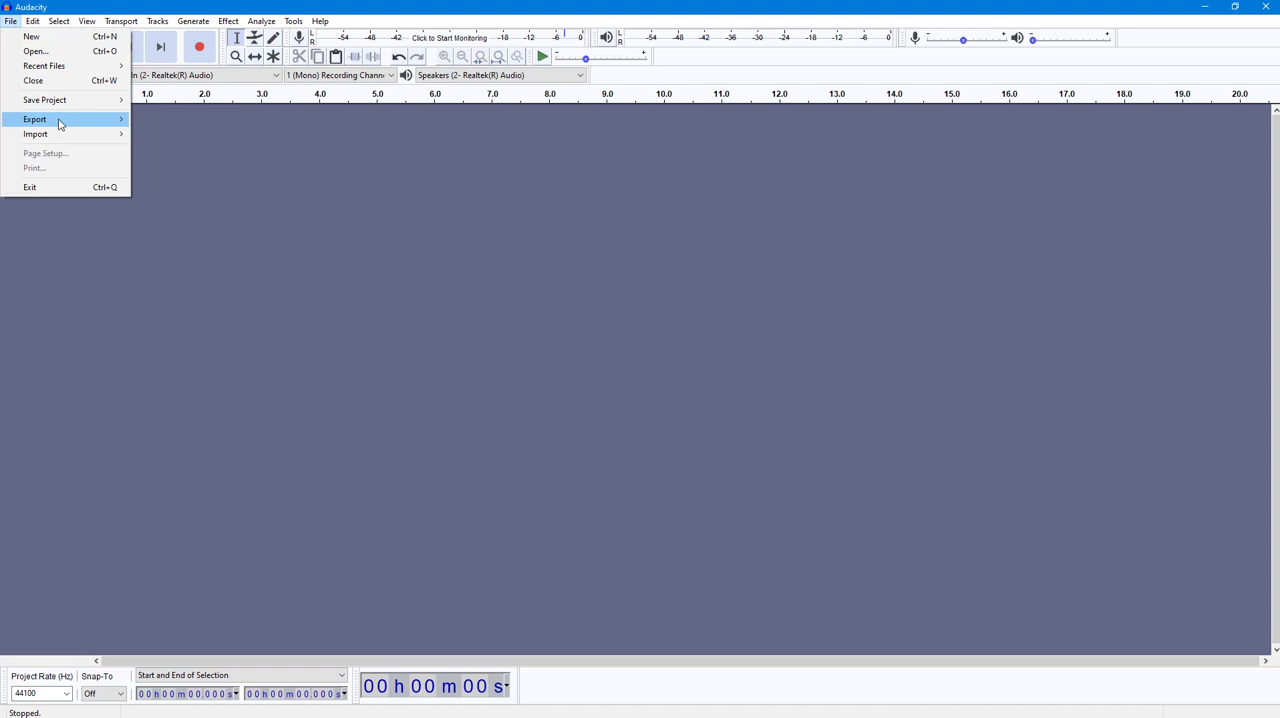 Audacity
File Edit Select View Transport Tracks Generate Effect Analyze Tools Help
New Ctrl+N
Open... Ctrl+O
Recent Files
Close Ctrl+W
Save Project
Export
Import
Page Setup...
Print...
Exit Ctrl+Q
L R -54 -48 -42 Click to Start Monitoring -18 -12 -6 0
L R -54 -48 -42 -36 -30 -24 -18 -12 -6 0
(2- Realtek(R) Audio) 1 (Mono) Recording Chann Speakers (2- Realtek(R) Audio)
1.0 2.0 3.0 4.0 5.0 6.0 7.0 8.0 9.0 10.0 11.0 12.0 13.0 14.0 15.0 16.0 17.0 18.0 19.0 20.0
Project Rate (Hz) Snap-To Start and End of Selection
44100 Off 00h00m00.000s 00h00m00.000s
00 h 00 m 00 s
Stopped.